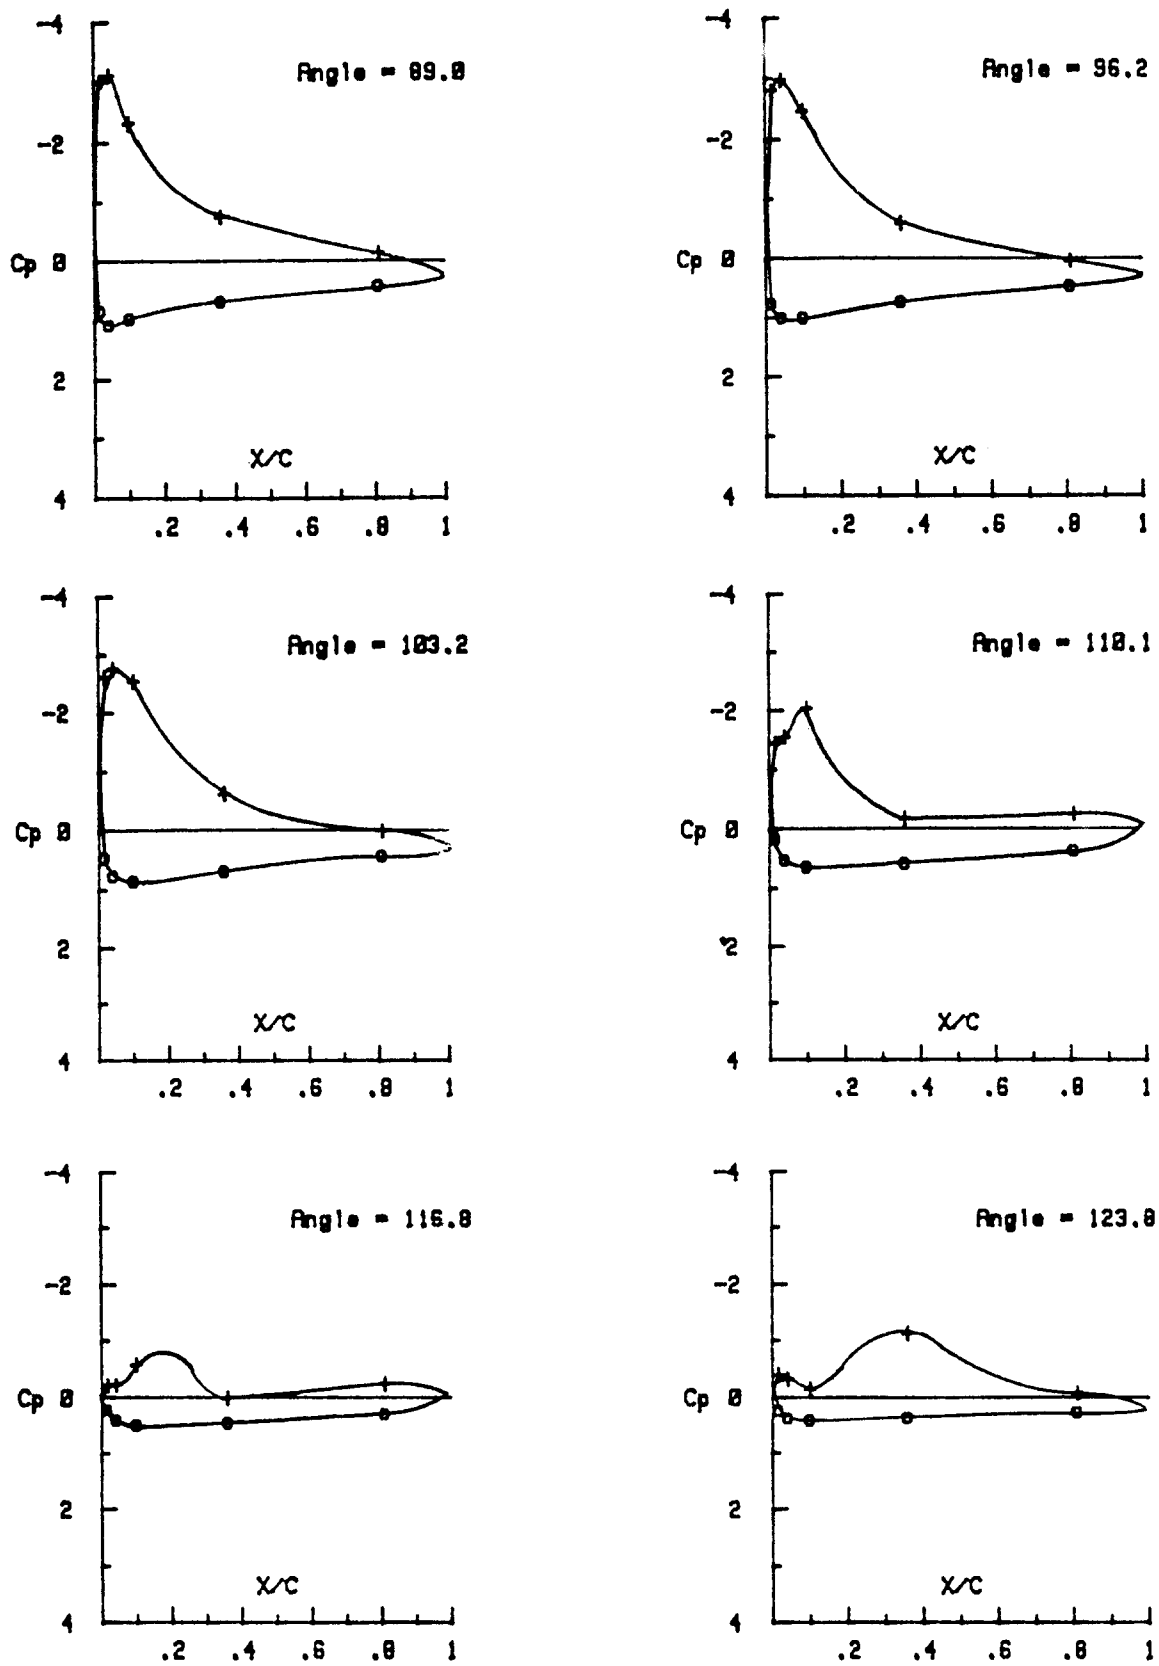 -4
Angle = 89.0
-2
Cp 0
2
X/C
4
.2 .4 .6 .8 1
-4
Angle = 96.2
-2
Cp 0
2
X/C
4
.2 .4 .6 .8 1
-4
Angle = 103.2
-2
Cp 0
2
X/C
4
.2 .4 .6 .8 1
-4
Angle = 110.1
-2
Cp 0
2
X/C
4
.2 .4 .6 .8 1
-4
Angle = 116.8
-2
Cp 0
2
X/C
4
.2 .4 .6 .8 1
-4
Angle = 123.8
-2
Cp 0
2
X/C
4
.2 .4 .6 .8 1